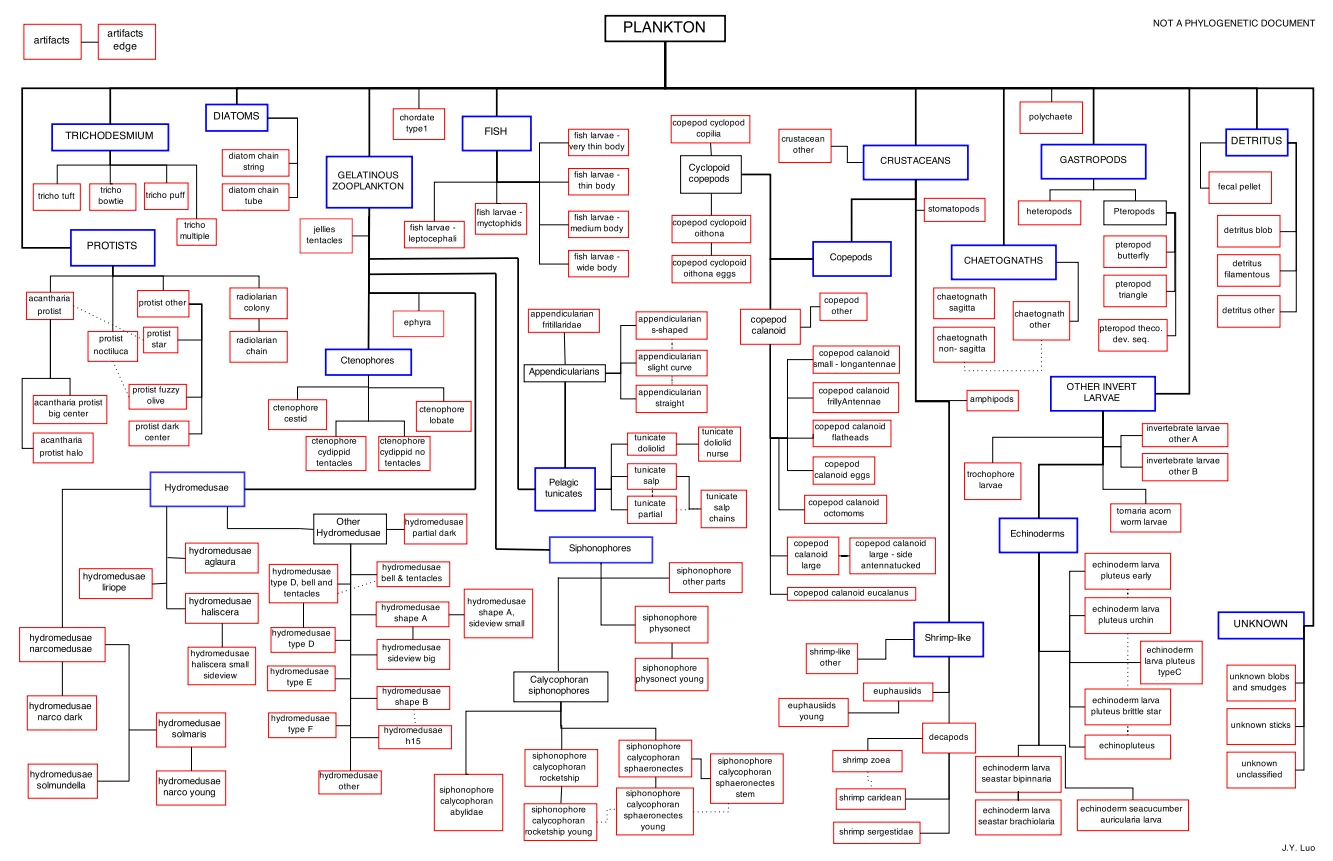 PLANKTON
NOT A PHYLOGENETIC DOCUMENT
artifacts
artifacts
edge
TRICHODESMIUM
tricho tuft
tricho
bowtie
tricho puff
tricho
multiple
DIATOMS
diatom chain
string
diatom chain
tube
PROTISTS
acantharia
protist
protist other
protist
star
protist
noctiluca
protist fuzzy
olive
protist dark
center
acantharia protist
big center
acantharia
protist halo
radiolarian
colony
radiolarian
chain
GELATINOUS
ZOOPLANKTON
jellies
tentacles
ephyra
chordate
type1
FISH
fish larvae -
very thin body
fish larvae -
thin body
fish larvae -
medium body
fish larvae -
wide body
fish larvae -
myctophids
fish larvae -
leptocephali
Ctenophores
ctenophore
cestid
ctenophore
cydippid
tentacles
ctenophore
cydippid no
tentacles
ctenophore
lobate
appendicularian
fritillaridae
Appendicularians
appendicularian
s-shaped
appendicularian
slight curve
appendicularian
straight
Pelagic
tunicates
tunicate
doliolid
tunicate
doliolid
nurse
tunicate
salp
tunicate
partial
tunicate
salp
chains
Hydromedusae
hydromedusae
aglaura
hydromedusae
liriope
hydromedusae
haliscera
hydromedusae
haliscera small
sideview
hydromedusae
narcomedusae
hydromedusae
narco dark
hydromedusae
solmaris
hydromedusae
solmundella
hydromedusae
narco young
Other
Hydromedusae
hydromedusae
partial dark
hydromedusae
type D, bell and
tentacles
hydromedusae
bell & tentacles
hydromedusae
type D
hydromedusae
shape A
hydromedusae
shape A,
sideview small
hydromedusae
sideview big
hydromedusae
type E
hydromedusae
shape B
hydromedusae
type F
hydromedusae
h15
hydromedusae
other
Siphonophores
siphonophore
other parts
siphonophore
physonect
siphonophore
physonect young
Calycophoran
siphonophores
siphonophore
calycophoran
abylidae
siphonophore
calycophoran
rocketship
siphonophore
calycophoran
rocketship young
siphonophore
calycophoran
sphaeronectes
siphonophore
calycophoran
sphaeronectes
young
siphonophore
calycophoran
sphaeronectes
stem
copepod cyclopod
copilia
Cyclopoid
copepods
copepod cyclopoid
oithona
copepod cyclopoid
oithona eggs
crustacean
other
CRUSTACEANS
stomatopods
Copepods
copepod
calanoid
copepod
other
copepod calanoid
small - longantennae
copepod calanoid
frillyAntennae
copepod calanoid
flatheads
copepod
calanoid eggs
copepod calanoid
octomoms
copepod
calanoid
large
copepod calanoid
large - side
antennatucked
copepod calanoid eucalanus
amphipods
Shrimp-like
shrimp-like
other
euphausiids
euphausiids
young
decapods
shrimp zoea
shrimp caridean
shrimp sergestidae
polychaete
CHAETOGNATHS
chaetognath
sagitta
chaetognath
non- sagitta
chaetognath
other
GASTROPODS
heteropods
Pteropods
pteropod
butterfly
pteropod
triangle
pteropod theco.
dev. seq.
OTHER INVERT
LARVAE
trochophore
larvae
invertebrate larvae
other A
invertebrate larvae
other B
tornaria acorn
worm larvae
Echinoderms
echinoderm larva
pluteus early
echinoderm larva
pluteus urchin
echinoderm
larva pluteus
typeC
echinoderm larva
pluteus brittle star
echinopluteus
echinoderm larva
seastar bipinnaria
echinoderm larva
seastar brachiolaria
echinoderm seacucumber
auricularia larva
DETRITUS
fecal pellet
detritus blob
detritus
filamentous
detritus other
UNKNOWN
unknown blobs
and smudges
unknown sticks
unknown
unclassified
J.Y. Luo